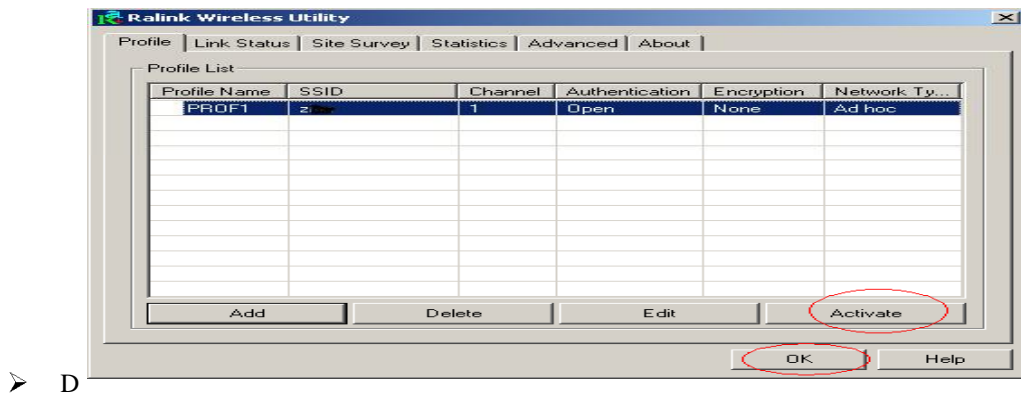 Ralink Wireless Utility
Profile Link Status Site Survey Statistics Advanced About
Profile List
Profile Name SSID Channel Authentication Encryption Network Ty...
PROF1 1 Open None Ad hoc
Add Delete Edit Activate
OK Help
➢ D